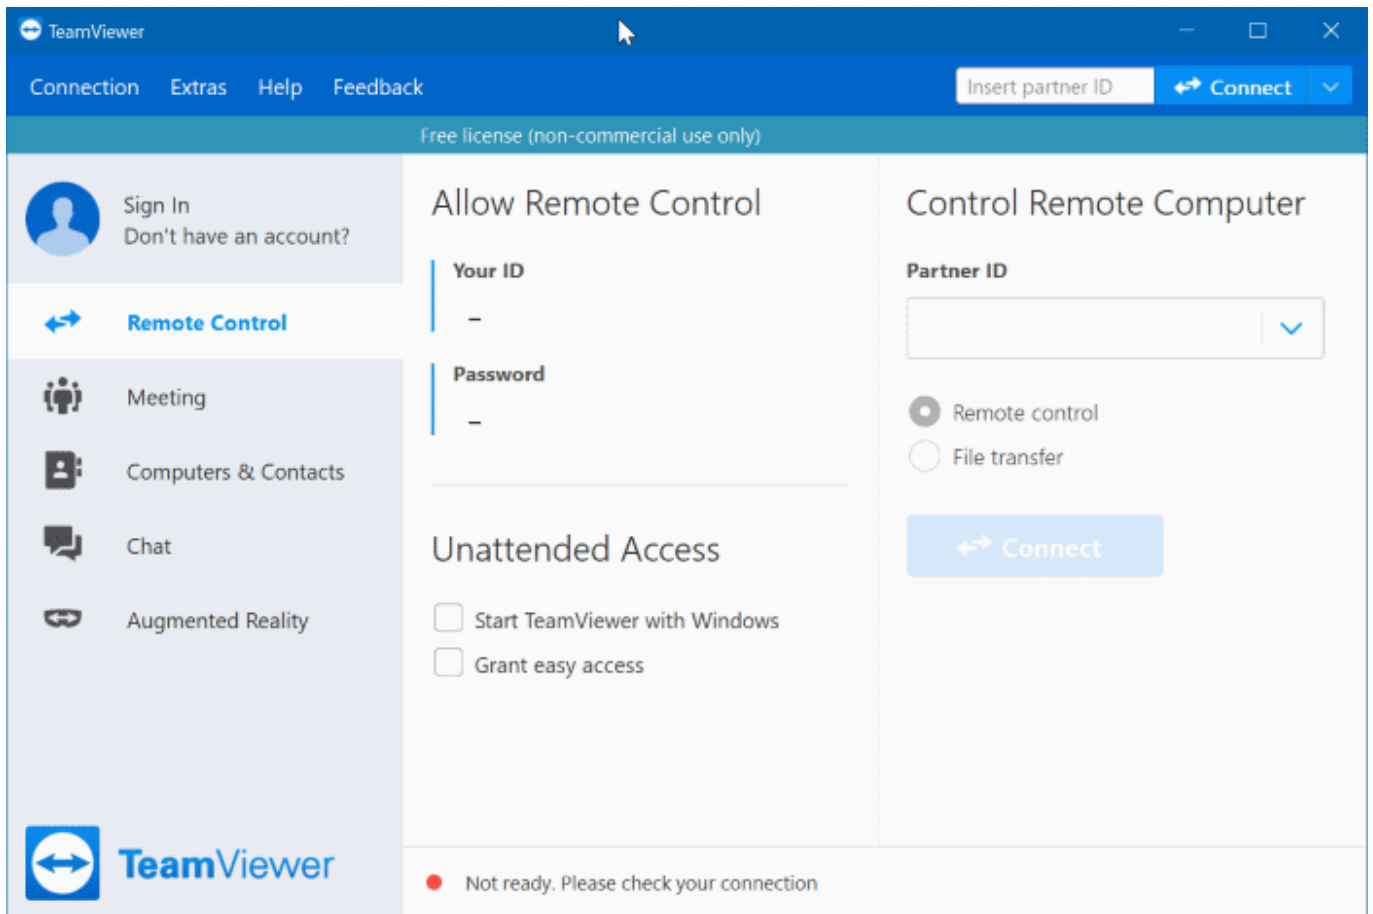 TeamViewer
Connection Extras Help Feedback
Insert partner ID
Connect
Free license (non-commercial use only)
Sign In
Don't have an account?
Remote Control
Meeting
Computers & Contacts
Chat
Augmented Reality
TeamViewer
Allow Remote Control
Your ID
–
Password
–
Unattended Access
Start TeamViewer with Windows
Grant easy access
Control Remote Computer
Partner ID
Remote control
File transfer
Connect
Not ready. Please check your connection